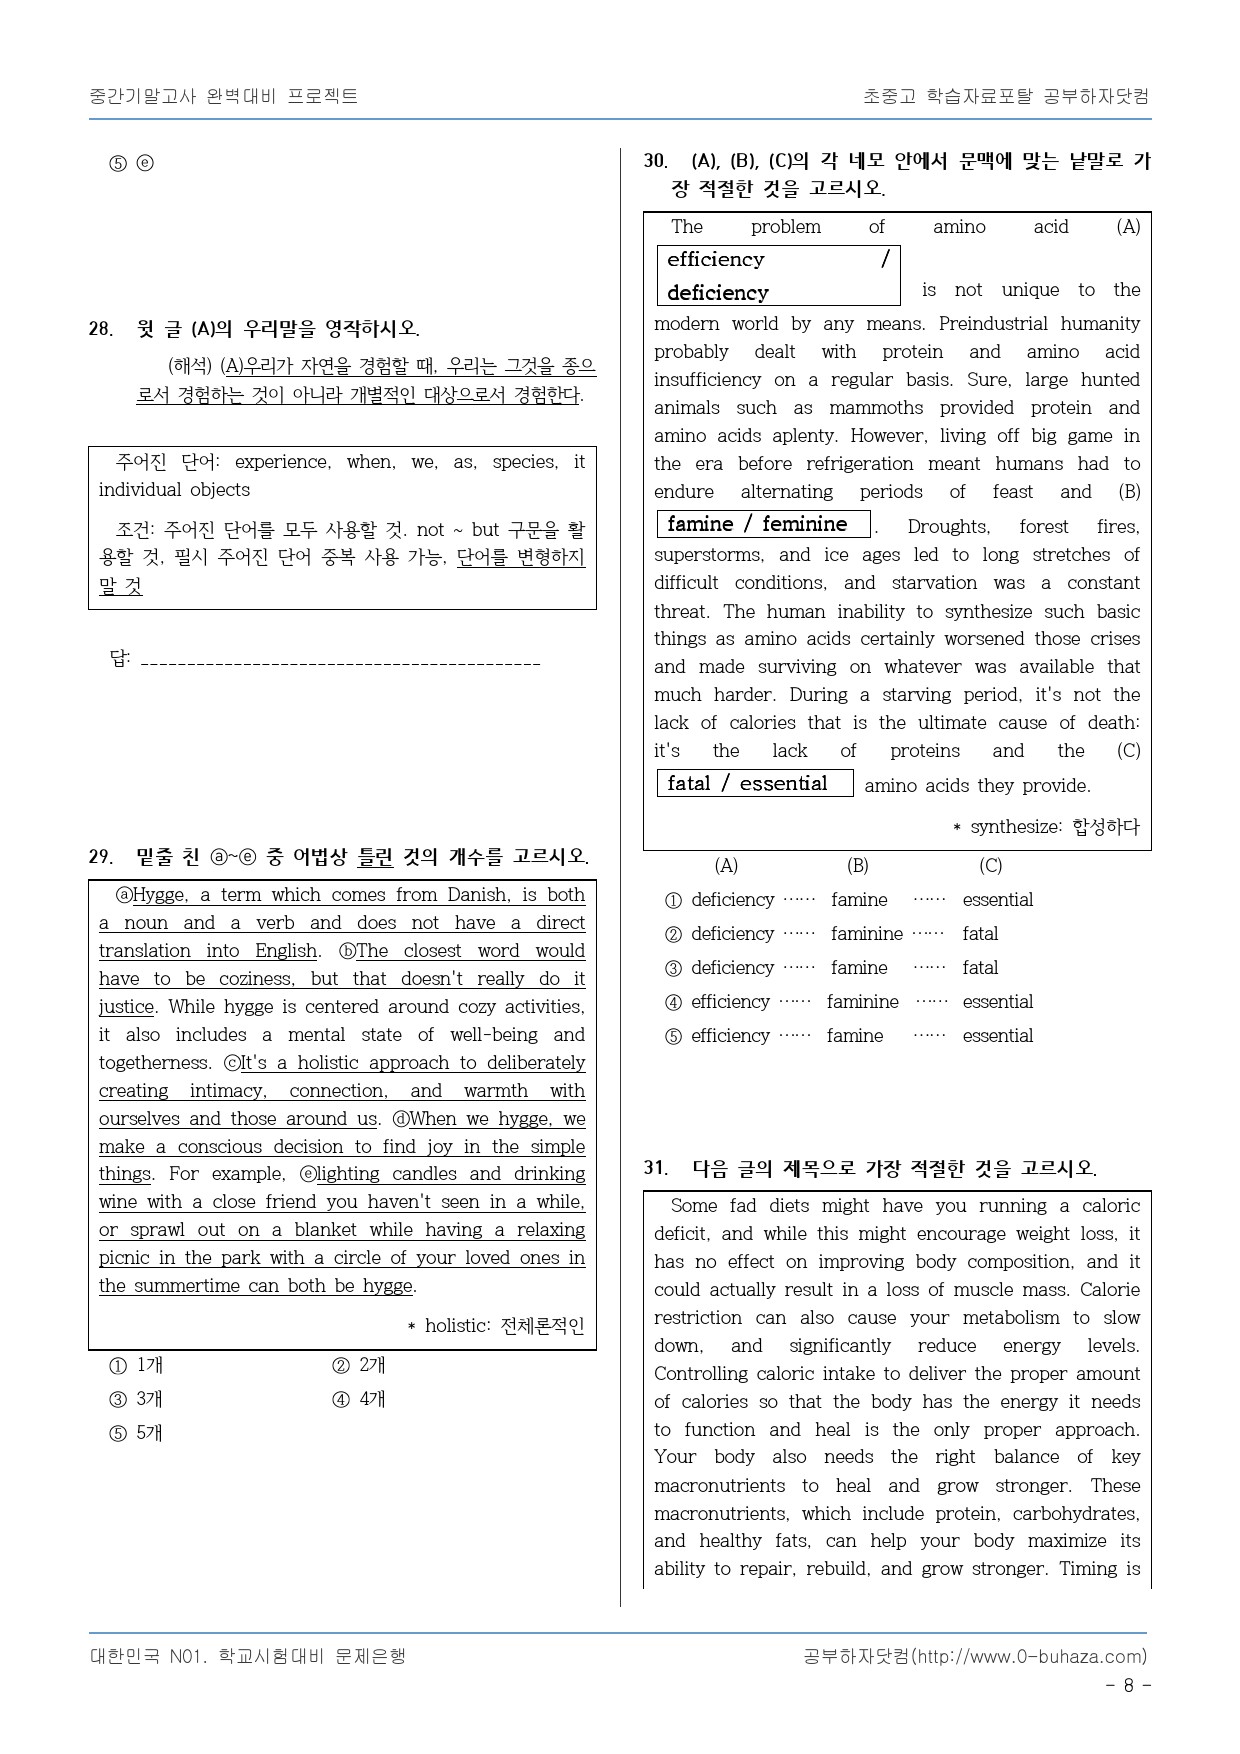 중간기말고사 완벽대비 프로젝트
초중고 학습자료포탈 공부하자닷컴
⑤ ⓔ
28. 윗 글 (A)의 우리말을 영작하시오.
(해석) (A)우리가 자연을 경험할 때, 우리는 그것을 종으
로서 경험하는 것이 아니라 개별적인 대상으로서 경험한다.
주어진 단어: experience, when, we, as, species, it
individual objects
조건: 주어진 단어를 모두 사용할 것. not ~ but 구문을 활
용할 것, 필시 주어진 단어 중복 사용 가능, 단어를 변형하지
말 것
답: ___________________________________________
29. 밑줄 친 ⓐ~ⓔ 중 어법상 틀린 것의 개수를 고르시오.
ⓐHygge, a term which comes from Danish, is both
a noun and a verb and does not have a direct
translation into English. ⓑThe closest word would
have to be coziness, but that doesn't really do it
justice. While hygge is centered around cozy activities,
it also includes a mental state of well-being and
togetherness. ⓒIt's a holistic approach to deliberately
creating intimacy, connection, and warmth with
ourselves and those around us. ⓓWhen we hygge, we
make a conscious decision to find joy in the simple
things. For example, ⓔlighting candles and drinking
wine with a close friend you haven't seen in a while,
or sprawl out on a blanket while having a relaxing
picnic in the park with a circle of your loved ones in
the summertime can both be hygge.
* holistic: 전체론적인
① 1개 ② 2개
③ 3개 ④ 4개
⑤ 5개
30. (A), (B), (C)의 각 네모 안에서 문맥에 맞는 낱말로 가
장 적절한 것을 고르시오.
The problem of amino acid (A)
efficiency /
deficiency is not unique to the
modern world by any means. Preindustrial humanity
probably dealt with protein and amino acid
insufficiency on a regular basis. Sure, large hunted
animals such as mammoths provided protein and
amino acids aplenty. However, living off big game in
the era before refrigeration meant humans had to
endure alternating periods of feast and (B)
famine / feminine. Droughts, forest fires,
superstorms, and ice ages led to long stretches of
difficult conditions, and starvation was a constant
threat. The human inability to synthesize such basic
things as amino acids certainly worsened those crises
and made surviving on whatever was available that
much harder. During a starving period, it's not the
lack of calories that is the ultimate cause of death:
it's the lack of proteins and the (C)
fatal / essential amino acids they provide.
* synthesize: 합성하다
(A) (B) (C)
① deficiency …… famine …… essential
② deficiency …… faminine …… fatal
③ deficiency …… famine …… fatal
④ efficiency …… faminine …… essential
⑤ efficiency …… famine …… essential
31. 다음 글의 제목으로 가장 적절한 것을 고르시오.
Some fad diets might have you running a caloric
deficit, and while this might encourage weight loss, it
has no effect on improving body composition, and it
could actually result in a loss of muscle mass. Calorie
restriction can also cause your metabolism to slow
down, and significantly reduce energy levels.
Controlling caloric intake to deliver the proper amount
of calories so that the body has the energy it needs
to function and heal is the only proper approach.
Your body also needs the right balance of key
macronutrients to heal and grow stronger. These
macronutrients, which include protein, carbohydrates,
and healthy fats, can help your body maximize its
ability to repair, rebuild, and grow stronger. Timing is
대한민국 N01. 학교시험대비 문제은행
공부하자닷컴(http://www.0-buhaza.com)
- 8 -